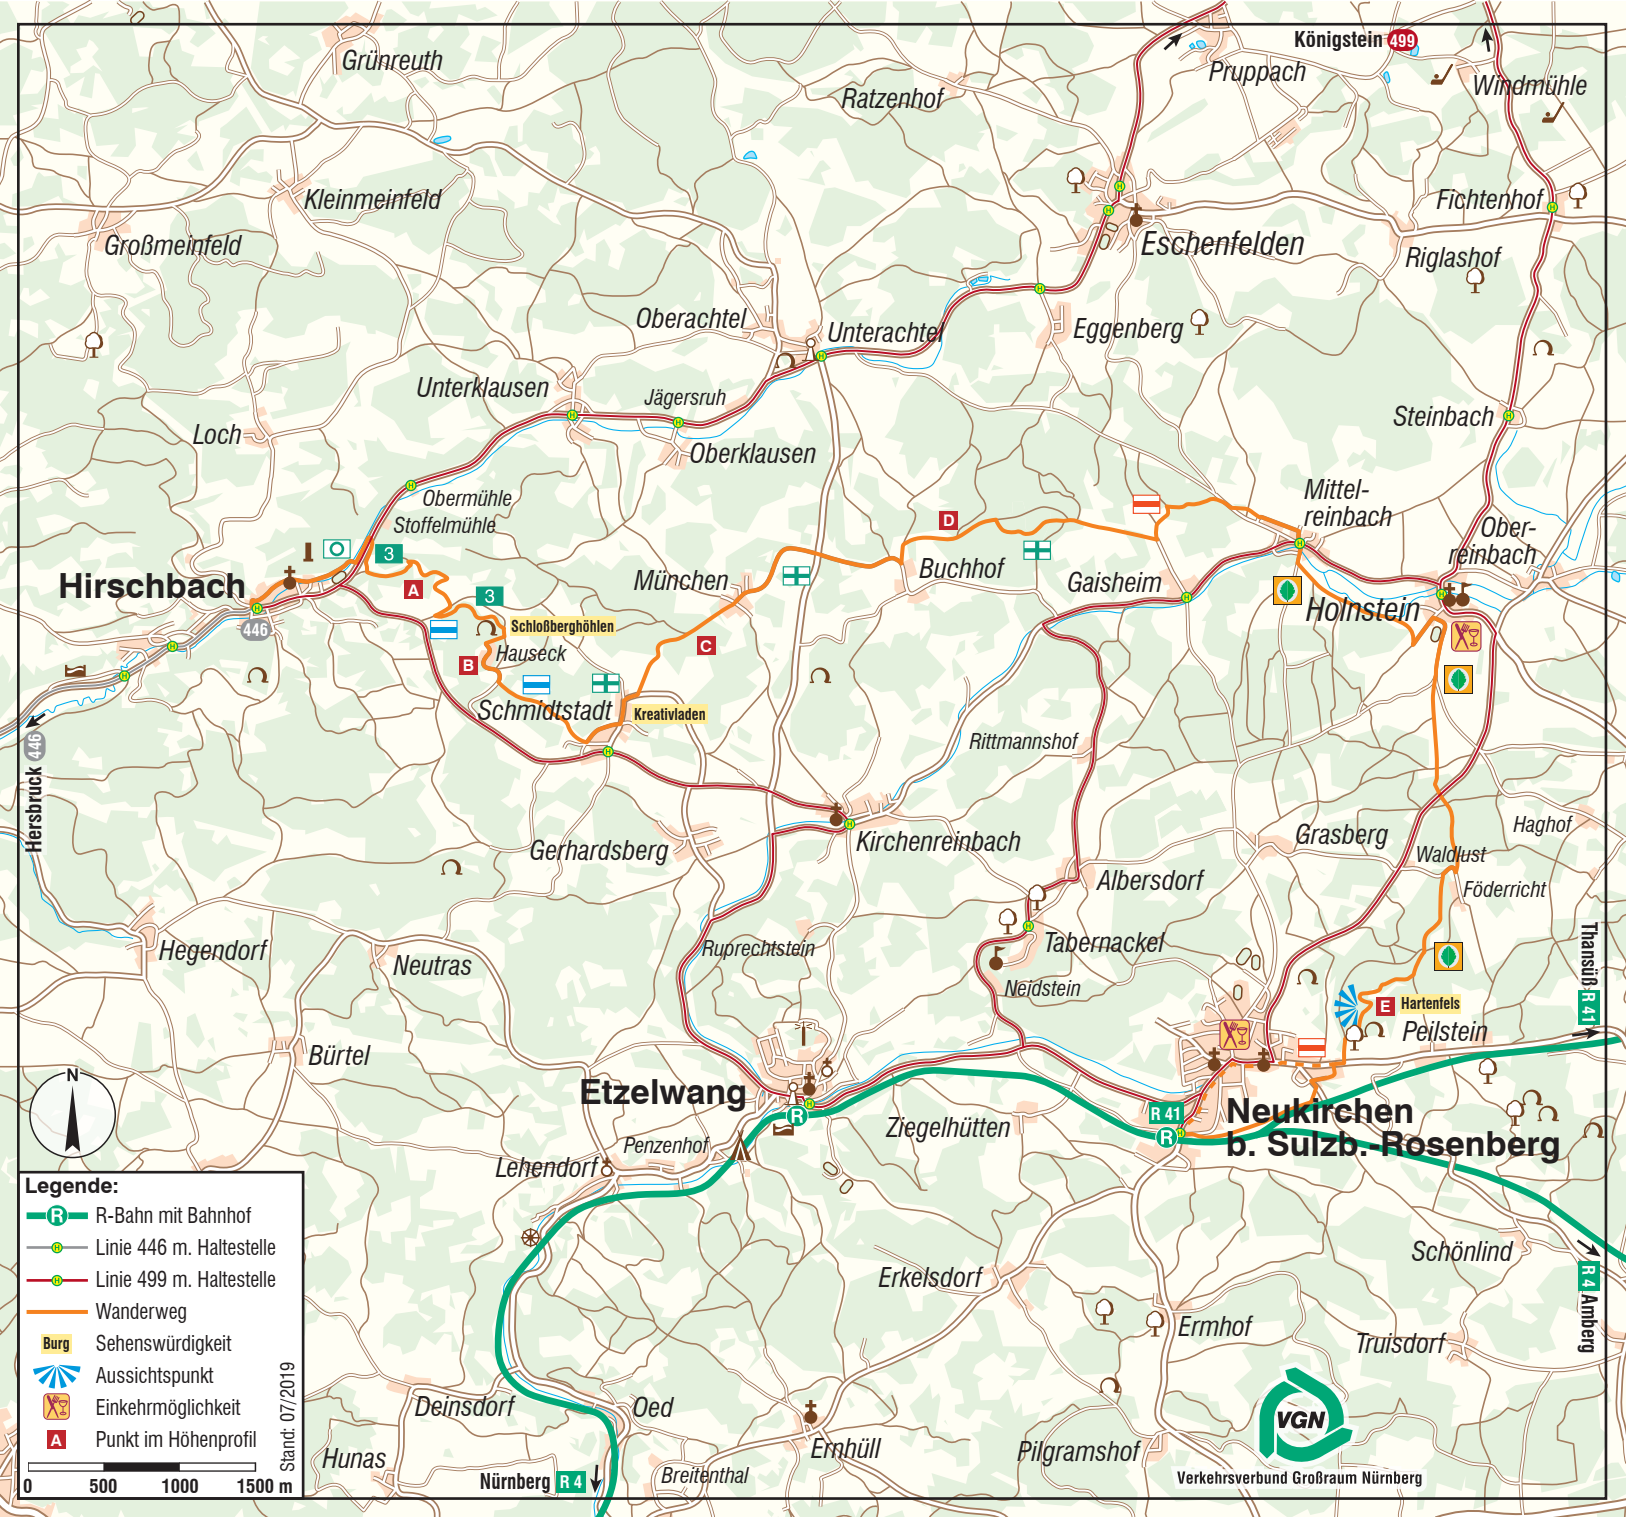 Königstein 499
Grünreuth
Pruppach
Windmühle
Ratzenhof
Kleinmeinfeld
Fichtenhof
Großmeinfeld
Eschenfelden
Riglashof
Oberachtel
Unterachtel
Eggenberg
Unterklausen
Jägersruh
Steinbach
Loch
Oberklausen
Obermühle
Stoffelmühle
Mittel-
reinbach
Ober-
reinbach
D
3
Hirschbach
A
3
München
Buchhof
Gaisheim
Holnstein
446
Schloßberghöhlen
B
Hauseck
C
Schmidtstadt
Kreativladen
Rittmannshof
Hersbruck 446
Gerhardsberg
Kirchenreinbach
Grasberg
Haghof
Waldlust
Albersdorf
Föderricht
Hegendorf
Neutras
Ruprechtstein
Tabernackel
Neidstein
Thansüß R 41
E
Hartenfels
Peilstein
Bürtel
N
Etzelwang
R
R 41
R
Neukirchen
b. Sulzb.-Rosenberg
Ziegelhütten
Penzenhof
Lehendorf
Schönlind
R 4 Amberg
Erkelsdorf
Ermhof
Truisdorf
Deinsdorf
Oed
Hunas
Ernhüll
Pilgramshof
Breitenthal
Nürnberg R 4
Legende:
R R-Bahn mit Bahnhof
H Linie 446 m. Haltestelle
H Linie 499 m. Haltestelle
Wanderweg
Burg Sehenswürdigkeit
Aussichtspunkt
Einkehrmöglichkeit
A Punkt im Höhenprofil
0 500 1000 1500 m
Stand: 07/2019
VGN
Verkehrsverbund Großraum Nürnberg